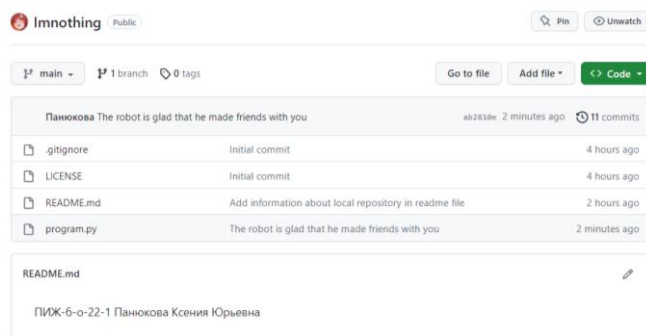 Imnothing Public Pin Unwatch
main 1 branch 0 tags Go to file Add file <> Code
Панюкова The robot is glad that he made friends with you ab2810e 2 minutes ago 11 commits
.gitignore Initial commit 4 hours ago
LICENSE Initial commit 4 hours ago
README.md Add information about local repository in readme file 2 hours ago
program.py The robot is glad that he made friends with you 2 minutes ago
README.md
ПИЖ-б-о-22-1 Панюкова Ксения Юрьевна